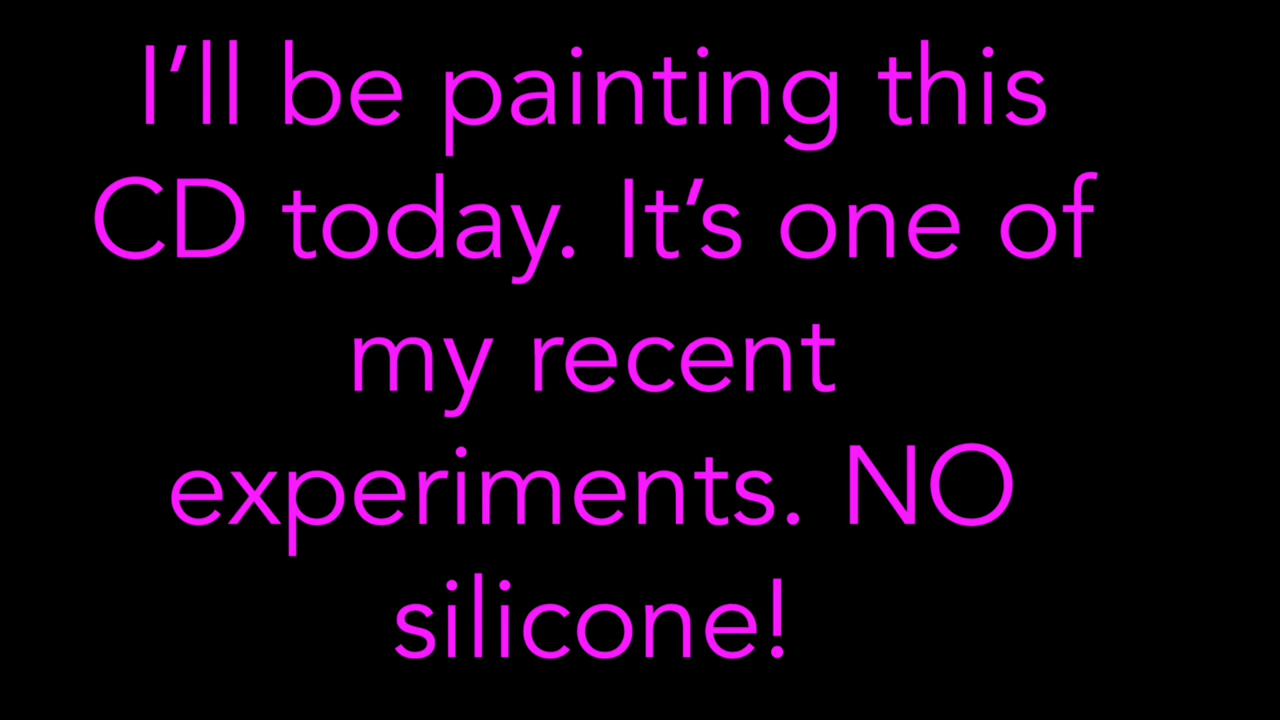 I’ll be painting this
CD today. It’s one of
my recent
experiments. NO
silicone!